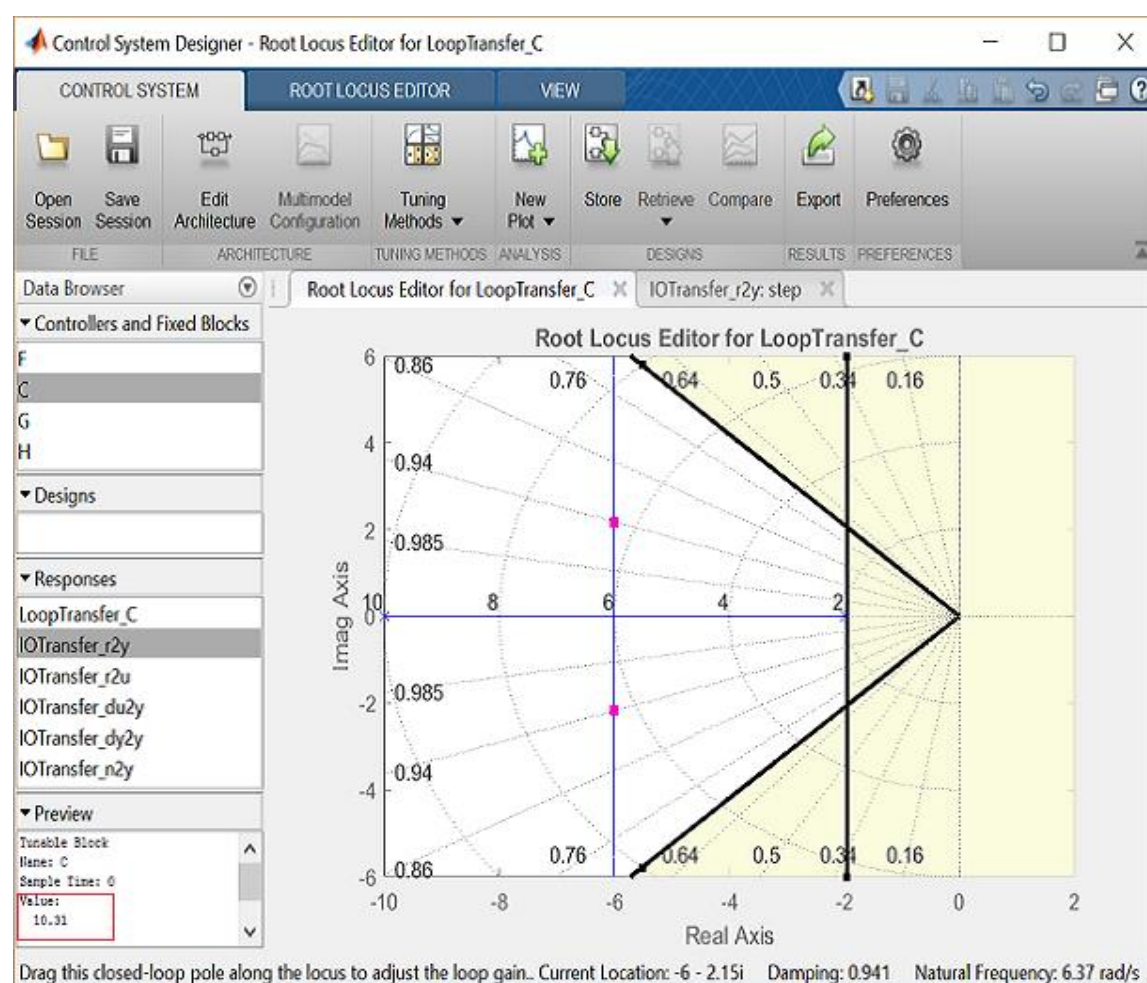 Control System Designer - Root Locus Editor for LoopTransfer_C
CONTROL SYSTEM ROOT LOCUS EDITOR VIEW
Open Session
Save Session
Edit Architecture
Multimodel Configuration
Tuning Methods
New Plot
Store
Retrieve
Compare
Export
Preferences
FILE ARCHITECTURE TUNING METHODS ANALYSIS DESIGNS RESULTS PREFERENCES
Data Browser
Root Locus Editor for LoopTransfer_C
IOTransfer_r2y: step
Controllers and Fixed Blocks
F
C
G
H
Designs
Responses
LoopTransfer_C
IOTransfer_r2y
IOTransfer_r2u
IOTransfer_du2y
IOTransfer_dy2y
IOTransfer_n2y
Preview
Tunable Block
Name: C
Sample Time: 0
Value:
10.31
Root Locus Editor for LoopTransfer_C
6
4
2
0
-2
-4
-6
Imag Axis
0.86 0.76 0.64 0.5 0.34 0.16
0.94
0.985
10 8 6 4 2
0.985
0.94
0.86 0.76 0.64 0.5 0.34 0.16
-10 -8 -6 -4 -2 0 2
Real Axis
Drag this closed-loop pole along the locus to adjust the loop gain.. Current Location: -6 - 2.15i Damping: 0.941 Natural Frequency: 6.37 rad/s